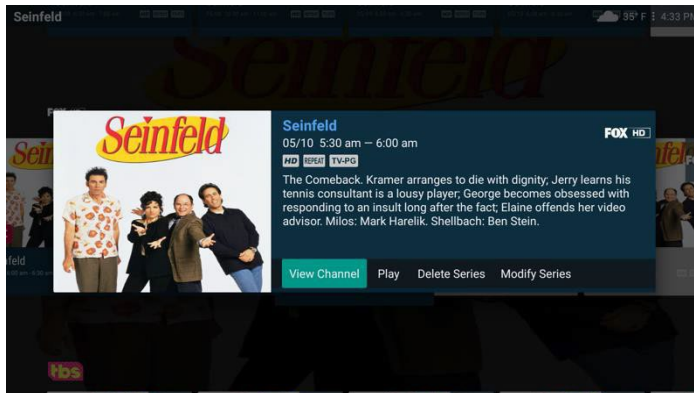 Seinfeld
35° F
4:33 PM
Seinfeld
Seinfeld
Seinfeld
05/10 5:30 am — 6:00 am
FOX HD
HD REPEAT TV-PG
The Comeback. Kramer arranges to die with dignity; Jerry learns his
tennis consultant is a lousy player; George becomes obsessed with
responding to an insult long after the fact; Elaine offends her video
advisor. Milos: Mark Harelik. Shellbach: Ben Stein.
View Channel Play Delete Series Modify Series
tbs